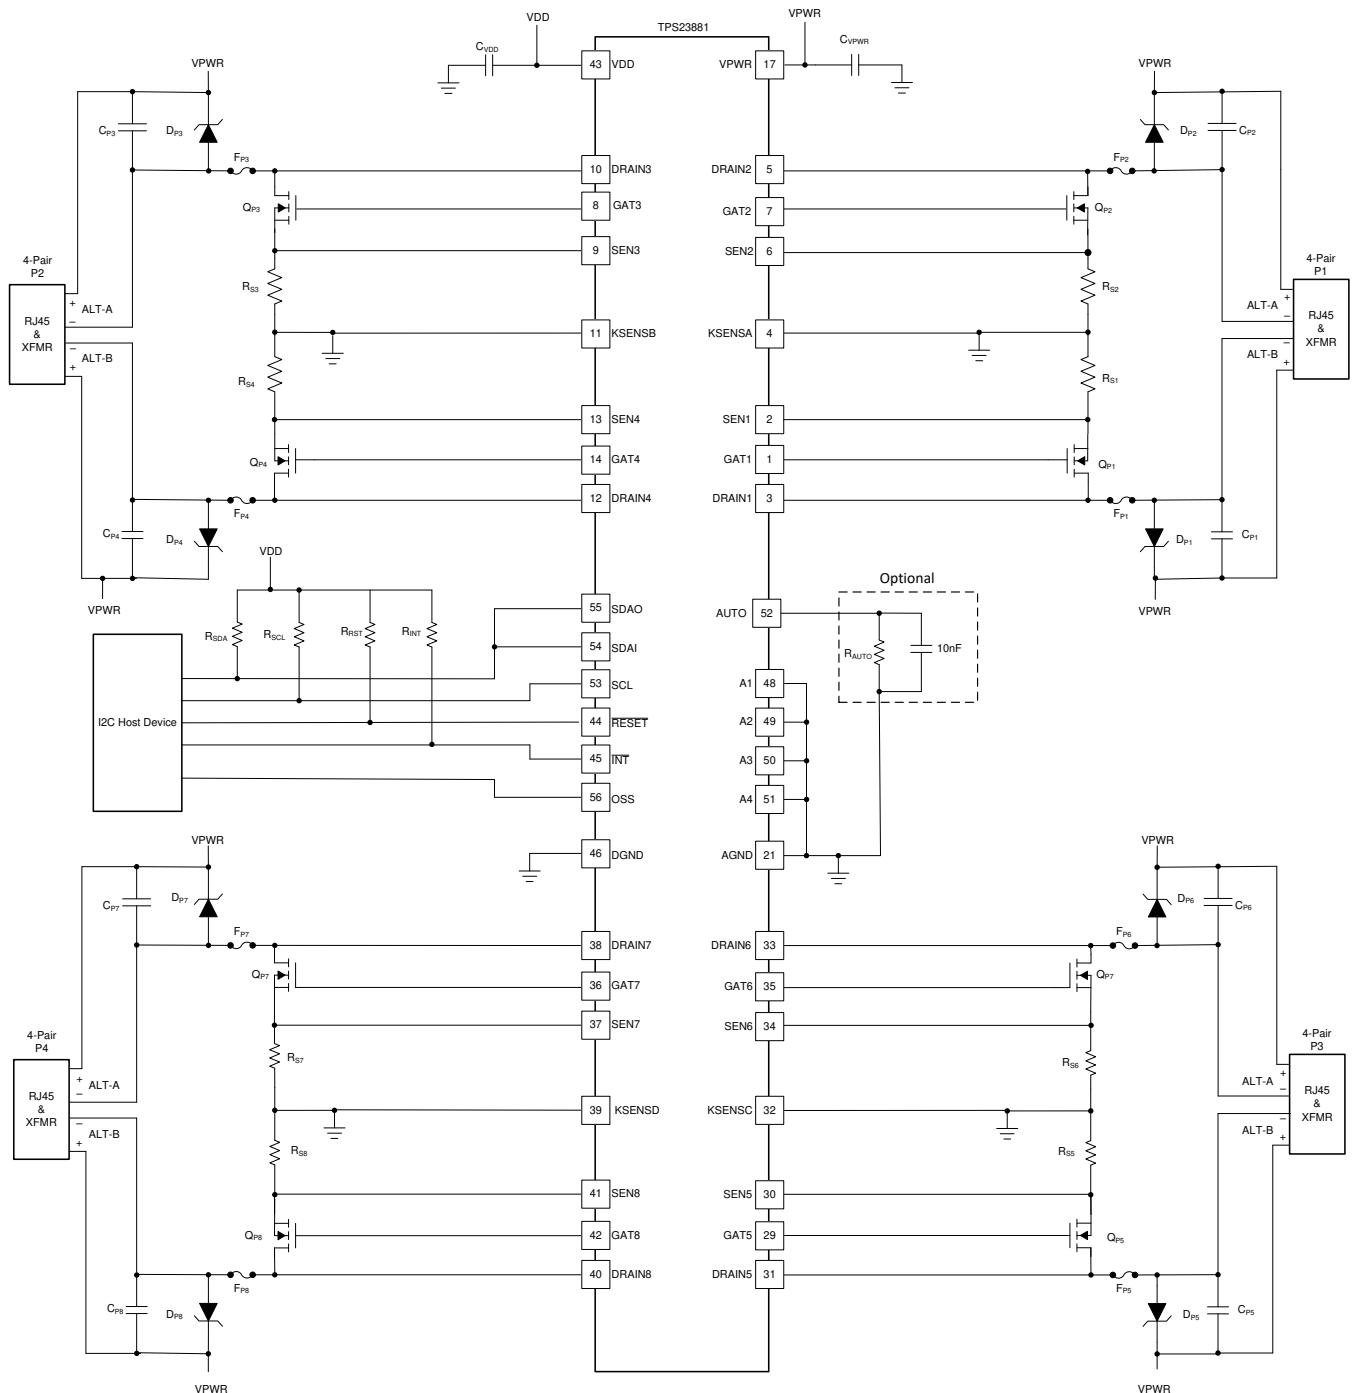 TPS23881
VDD
VPWR
CVDD
CVPWR
43 VDD
VPWR 17
VPWR
CP3
DP3
FP3
10 DRAIN3
QP3
8 GAT3
9 SEN3
4-Pair
P2
RJ45
&
XFMR
+
–
ALT-A
–
ALT-B
+
RS3
11 KSENSB
RS4
13 SEN4
QP4
14 GAT4
12 DRAIN4
FP4
CP4
DP4
VPWR
VPWR
DP2
CP2
FP2
DRAIN2 5
QP2
GAT2 7
SEN2 6
4-Pair
P1
RJ45
&
XFMR
ALT-A
+
–
–
ALT-B
+
RS2
KSENSA 4
RS1
SEN1 2
QP1
GAT1 1
DRAIN1 3
FP1
DP1
CP1
VPWR
VDD
RSDA
RSCL
RRST
RINT
I2C Host Device
55 SDAO
54 SDAI
53 SCL
44 RESET
45 INT
56 OSS
46 DGND
Optional
AUTO 52
RAUTO
10nF
A1 48
A2 49
A3 50
A4 51
AGND 21
VPWR
CP7
DP7
FP7
38 DRAIN7
QP7
36 GAT7
37 SEN7
4-Pair
P4
RJ45
&
XFMR
+
–
ALT-A
–
ALT-B
+
RS7
39 KSENSD
RS8
41 SEN8
QP8
42 GAT8
40 DRAIN8
FP8
CP8
DP8
VPWR
VPWR
DP6
CP6
FP6
DRAIN6 33
QP7
GAT6 35
SEN6 34
4-Pair
P3
RJ45
&
XFMR
ALT-A
+
–
–
ALT-B
+
RS6
KSENSC 32
RS5
SEN5 30
QP5
GAT5 29
DRAIN5 31
FP5
DP5
CP5
VPWR